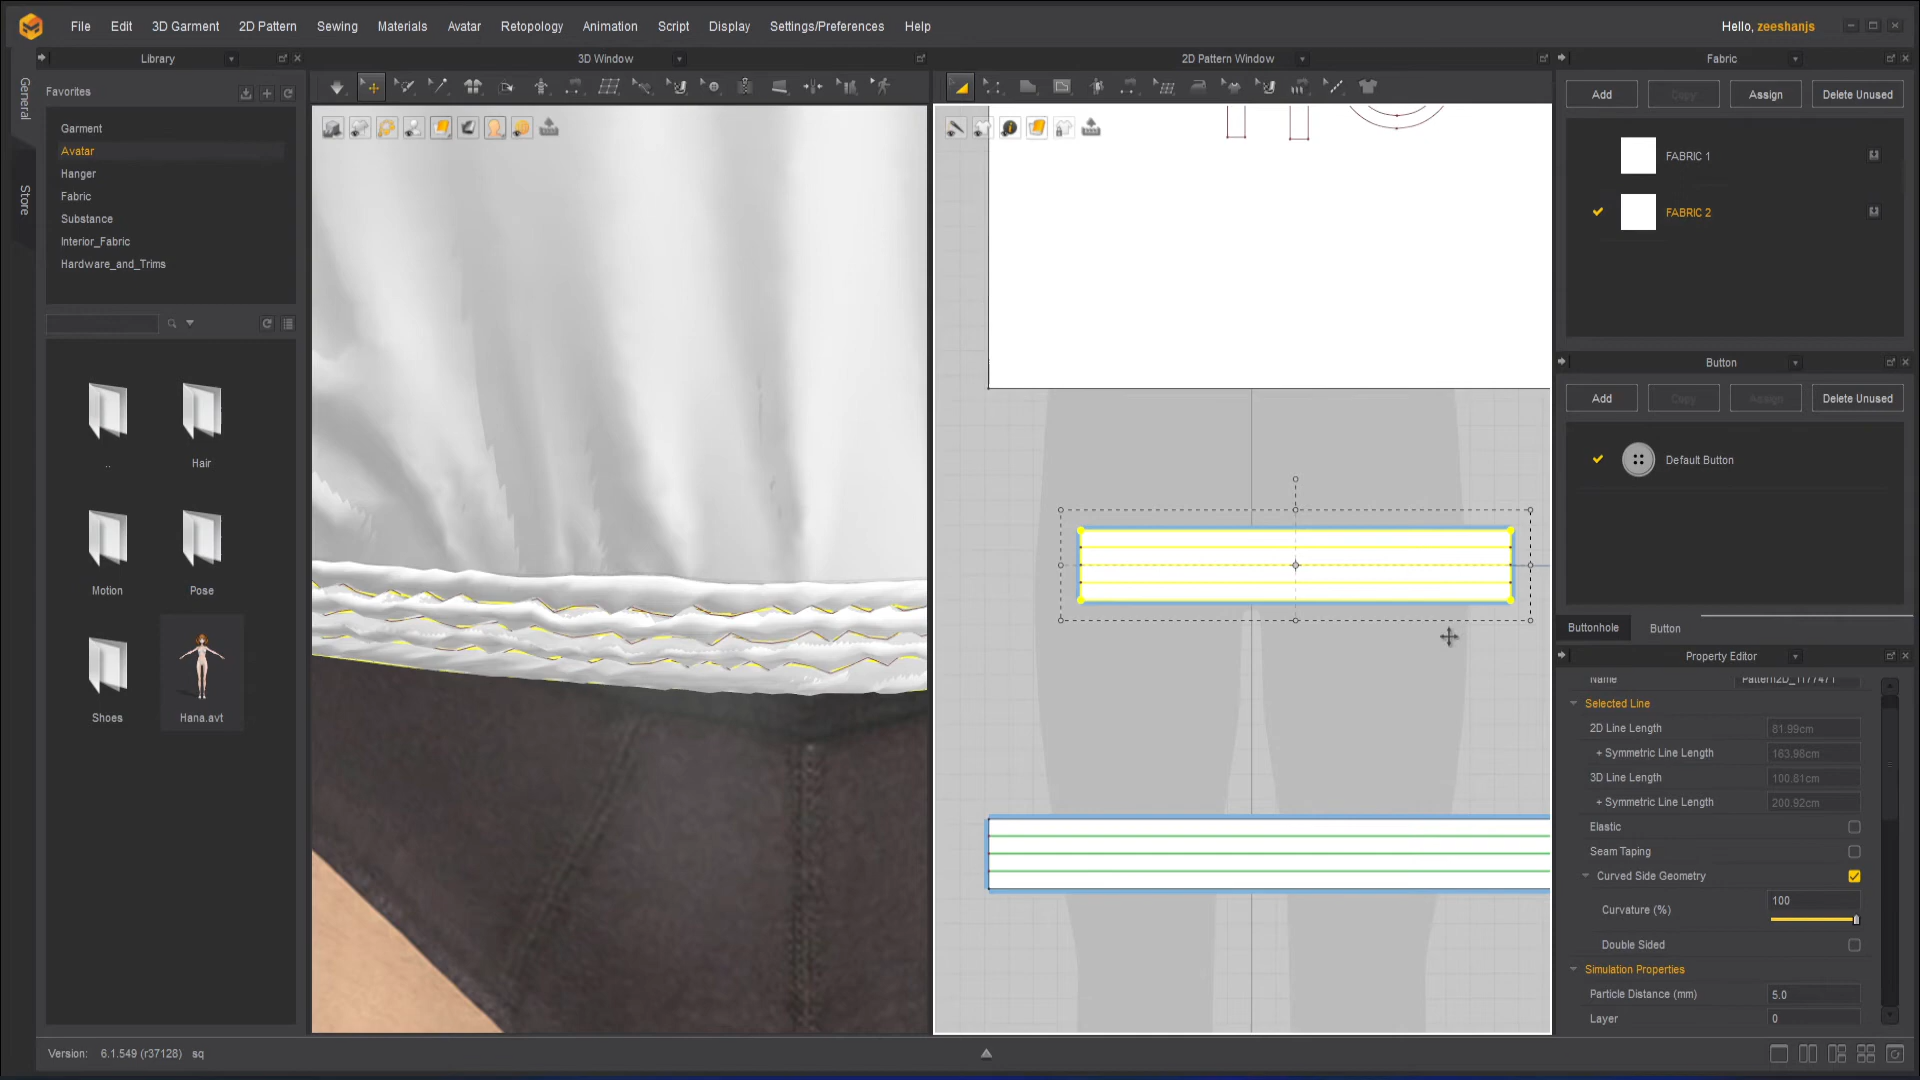 File Edit 3D Garment 2D Pattern Sewing Materials Avatar Retopology Animation Script Display Settings/Preferences Help
Hello, zeeshanjs
Library
3D Window
2D Pattern Window
Fabric
General
Store
Favorites
Garment
Avatar
Hanger
Fabric
Substance
Interior_Fabric
Hardware_and_Trims
..
Hair
Motion
Pose
Shoes
Hana.avt
Add Copy Assign Delete Unused
FABRIC 1
FABRIC 2
Button
Add Copy Assign Delete Unused
Default Button
Buttonhole Button
Property Editor
Name Pattern2D_1177471
Selected Line
2D Line Length 81.99cm
+ Symmetric Line Length 163.98cm
3D Line Length 100.81cm
+ Symmetric Line Length 200.92cm
Elastic
Seam Taping
Curved Side Geometry
Curvature (%) 100
Double Sided
Simulation Properties
Particle Distance (mm) 5.0
Layer 0
Version: 6.1.549 (r37128) sq